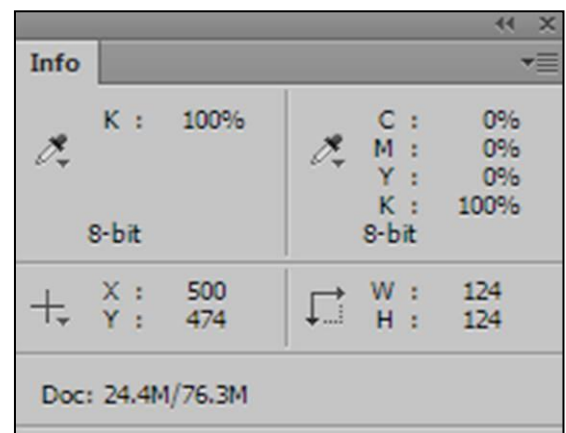 Info
K : 100%
8-bit
C : 0%
M : 0%
Y : 0%
K : 100%
8-bit
X : 500
Y : 474
W : 124
H : 124
Doc: 24.4M/76.3M